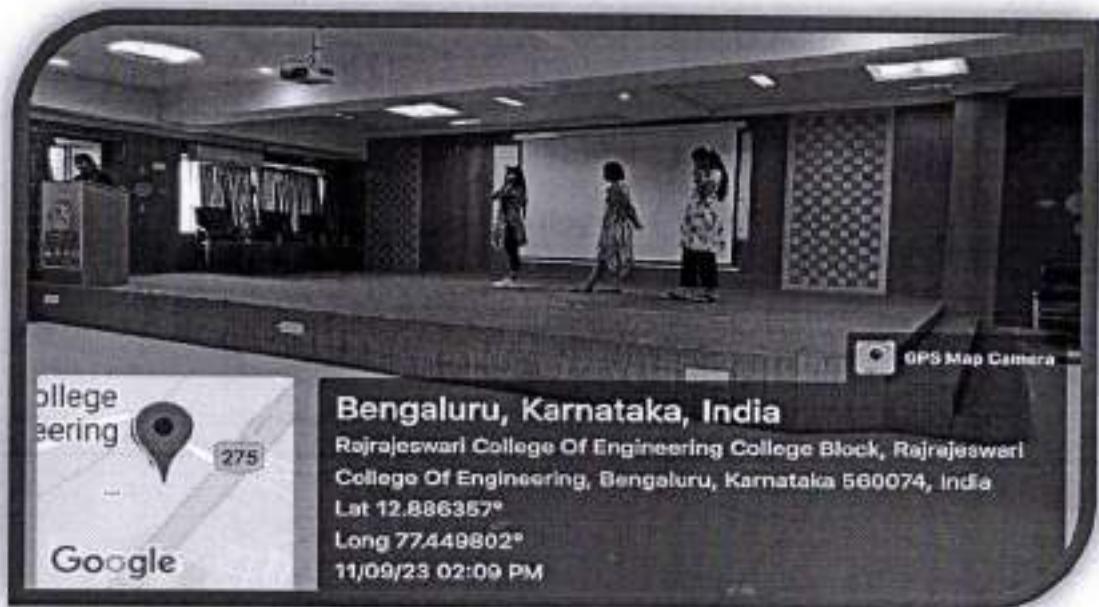 GPS Map Camera
ollege
eering
275
Google
Bengaluru, Karnataka, India
Rajrajeswari College Of Engineering College Block, Rajrajeswari
College Of Engineering, Bengaluru, Karnataka 560074, India
Lat 12.886357°
Long 77.449802°
11/09/23 02:09 PM